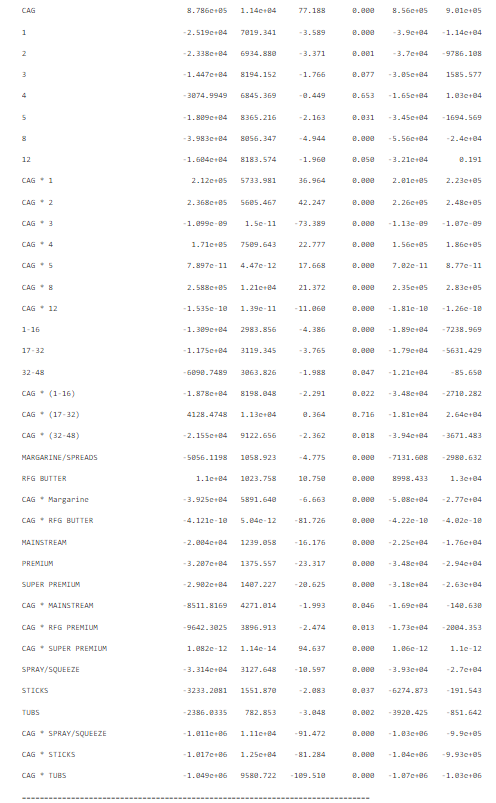 CAG 8.786e+05 1.14e+04 77.188 0.000 8.56e+05 9.01e+05
1 -2.519e+04 7019.341 -3.589 0.000 -3.9e+04 -1.14e+04
2 -2.338e+04 6934.880 -3.371 0.001 -3.7e+04 -9786.108
3 -1.447e+04 8194.152 -1.766 0.077 -3.05e+04 1585.577
4 -3074.9949 6845.369 -0.449 0.653 -1.65e+04 1.03e+04
5 -1.809e+04 8365.216 -2.163 0.031 -3.45e+04 -1694.569
8 -3.983e+04 8056.347 -4.944 0.000 -5.56e+04 -2.4e+04
12 -1.604e+04 8183.574 -1.960 0.050 -3.21e+04 0.191
CAG * 1 2.12e+05 5733.981 36.964 0.000 2.01e+05 2.23e+05
CAG * 2 2.368e+05 5605.467 42.247 0.000 2.26e+05 2.48e+05
CAG * 3 -1.099e-09 1.5e-11 -73.389 0.000 -1.13e-09 -1.07e-09
CAG * 4 1.71e+05 7509.643 22.777 0.000 1.56e+05 1.86e+05
CAG * 5 7.897e-11 4.47e-12 17.668 0.000 7.02e-11 8.77e-11
CAG * 8 2.588e+05 1.21e+04 21.372 0.000 2.35e+05 2.83e+05
CAG * 12 -1.535e-10 1.39e-11 -11.060 0.000 -1.81e-10 -1.26e-10
1-16 -1.309e+04 2983.856 -4.386 0.000 -1.89e+04 -7238.969
17-32 -1.175e+04 3119.345 -3.765 0.000 -1.79e+04 -5631.429
32-48 -6090.7489 3063.826 -1.988 0.047 -1.21e+04 -85.650
CAG * (1-16) -1.878e+04 8198.048 -2.291 0.022 -3.48e+04 -2710.282
CAG * (17-32) 4128.4748 1.13e+04 0.364 0.716 -1.81e+04 2.64e+04
CAG * (32-48) -2.155e+04 9122.656 -2.362 0.018 -3.94e+04 -3671.483
MARGARINE/SPREADS -5056.1198 1058.923 -4.775 0.000 -7131.608 -2980.632
RFG BUTTER 1.1e+04 1023.758 10.750 0.000 8998.433 1.3e+04
CAG * Margarine -3.925e+04 5891.640 -6.663 0.000 -5.08e+04 -2.77e+04
CAG * RFG BUTTER -4.121e-10 5.04e-12 -81.726 0.000 -4.22e-10 -4.02e-10
MAINSTREAM -2.004e+04 1239.058 -16.176 0.000 -2.25e+04 -1.76e+04
PREMIUM -3.207e+04 1375.557 -23.317 0.000 -3.48e+04 -2.94e+04
SUPER PREMIUM -2.902e+04 1407.227 -20.625 0.000 -3.18e+04 -2.63e+04
CAG * MAINSTREAM -8511.8169 4271.014 -1.993 0.046 -1.69e+04 -140.630
CAG * RFG PREMIUM -9642.3025 3896.913 -2.474 0.013 -1.73e+04 -2004.353
CAG * SUPER PREMIUM 1.082e-12 1.14e-14 94.637 0.000 1.06e-12 1.1e-12
SPRAY/SQUEEZE -3.314e+04 3127.648 -10.597 0.000 -3.93e+04 -2.7e+04
STICKS -3233.2081 1551.870 -2.083 0.037 -6274.873 -191.543
TUBS -2386.0335 782.853 -3.048 0.002 -3920.425 -851.642
CAG * SPRAY/SQUEEZE -1.011e+06 1.11e+04 -91.472 0.000 -1.03e+06 -9.9e+05
CAG * STICKS -1.017e+06 1.25e+04 -81.284 0.000 -1.04e+06 -9.93e+05
CAG * TUBS -1.049e+06 9580.722 -109.510 0.000 -1.07e+06 -1.03e+06